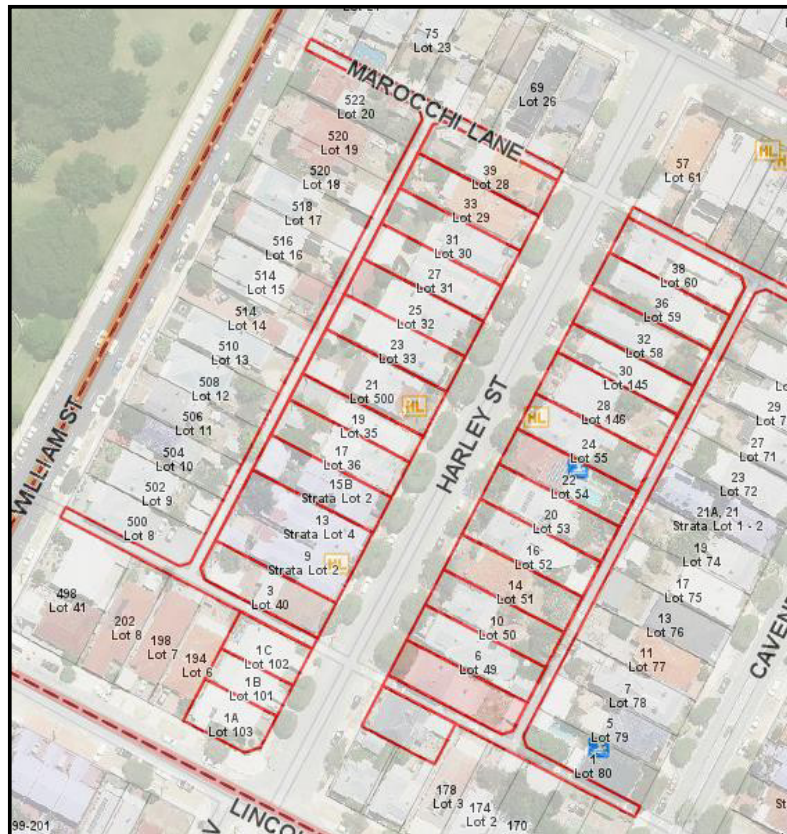 75
Lot 23
MAROCCHI LANE
69
Lot 26
522
Lot 20
520
Lot 19
520
Lot 18
39
Lot 28
57
Lot 61
518
Lot 17
33
Lot 29
516
Lot 16
31
Lot 30
514
Lot 15
27
Lot 31
38
Lot 60
514
Lot 14
25
Lot 32
36
Lot 59
510
Lot 13
23
Lot 33
32
Lot 58
508
Lot 12
21
Lot 500
HL
30
Lot 145
506
Lot 11
19
Lot 35
HARLEY ST
HL
28
Lot 146
29
WILLIAM ST
504
Lot 10
17
Lot 36
24
Lot 55
27
Lot 71
502
Lot 9
15B
Strata Lot 2
22
Lot 54
23
Lot 72
500
Lot 8
13
Strata Lot 4
20
Lot 53
21A, 21
Strata Lot 1 - 2
9
Strata Lot 2
HL
16
Lot 52
19
Lot 74
498
Lot 41
3
Lot 40
14
Lot 51
17
Lot 75
202
Lot 8
198
Lot 7
194
Lot 6
1C
Lot 102
10
Lot 50
13
Lot 76
1B
Lot 101
6
Lot 49
11
Lot 77
1A
Lot 103
7
Lot 78
5
Lot 79
1
Lot 80
178
Lot 3
174
Lot 2
170
99-201